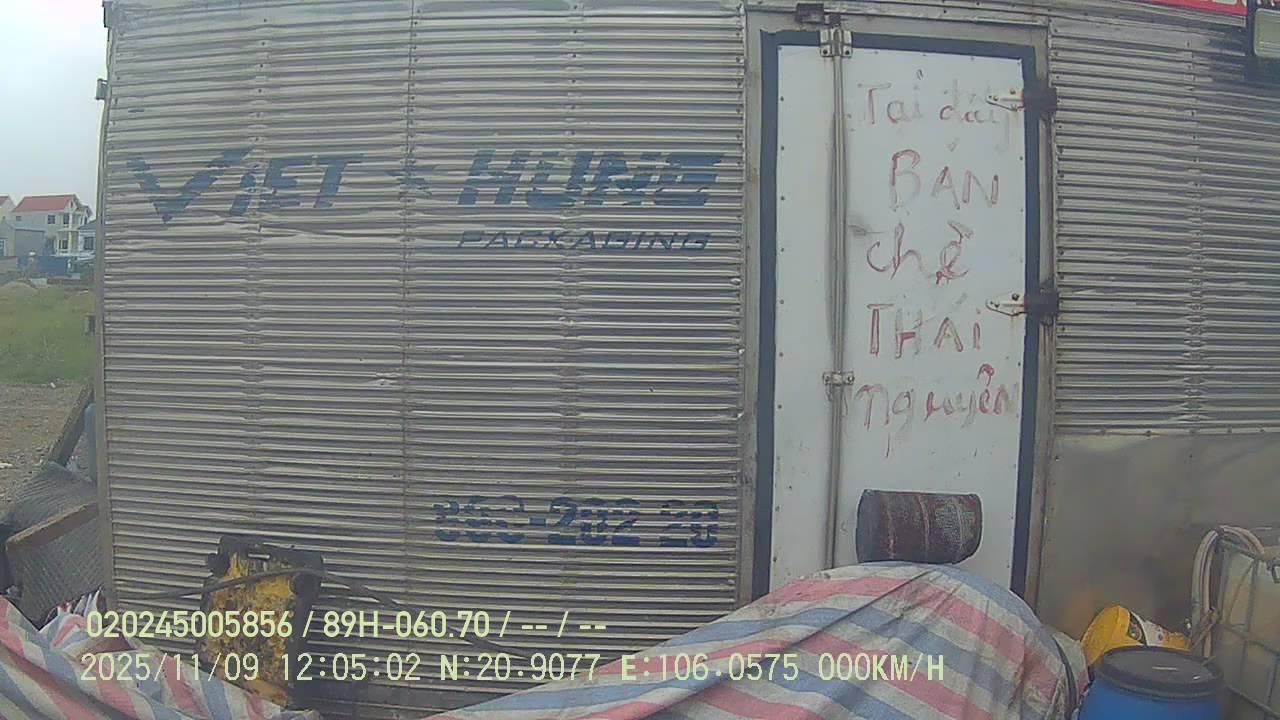 VIET HUNG
PACKAGING
Tại đây
BÁN
chè
THÁI
nguyên
020245005856 / 89H-060.70 / -- / --
2025/11/09 12:05:02 N:20.9077 E:106.0575 000KM/H